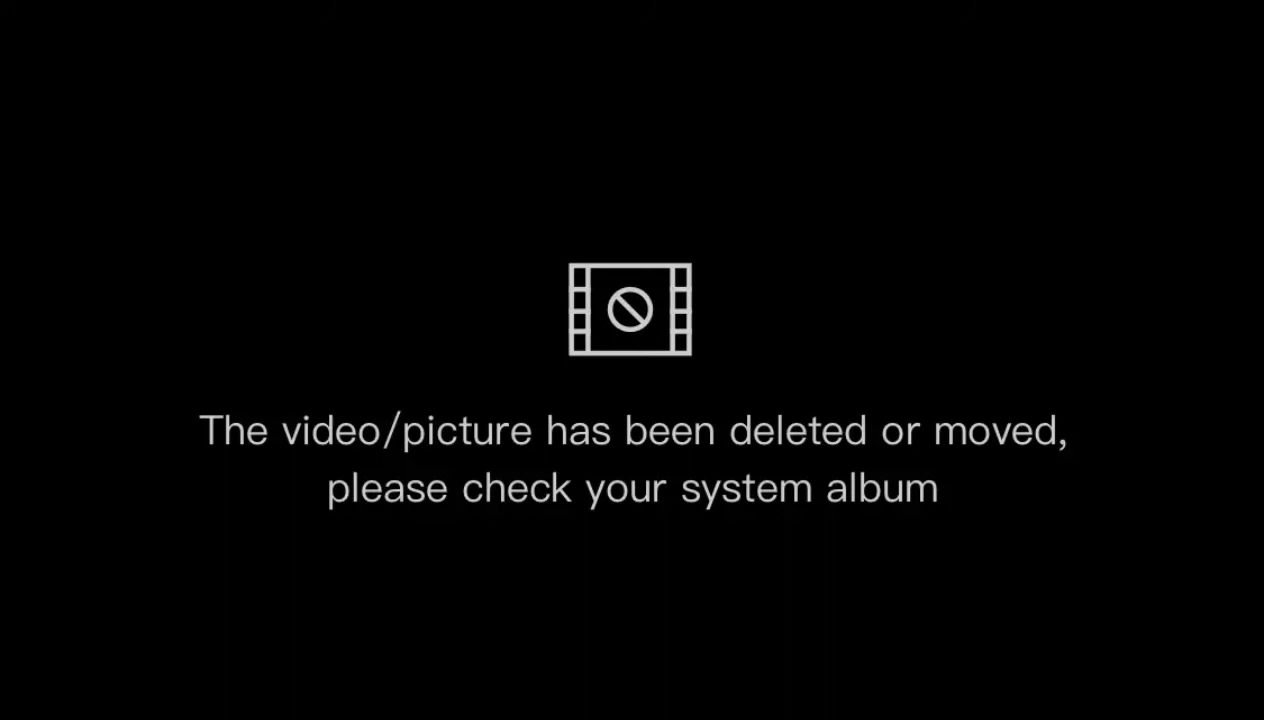 The video/picture has been deleted or moved,
please check your system album